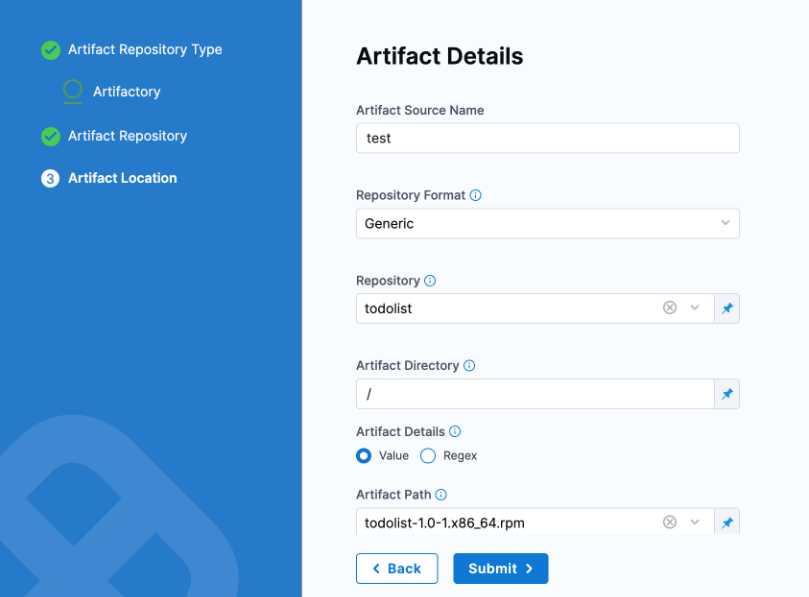 Artifact Repository Type
Artifactory
Artifact Repository
3 Artifact Location
Artifact Details
Artifact Source Name
test
Repository Format
Generic
Repository
todolist
Artifact Directory
/
Artifact Details
Value Regex
Artifact Path
todolist-1.0-1.x86_64.rpm
Back Submit